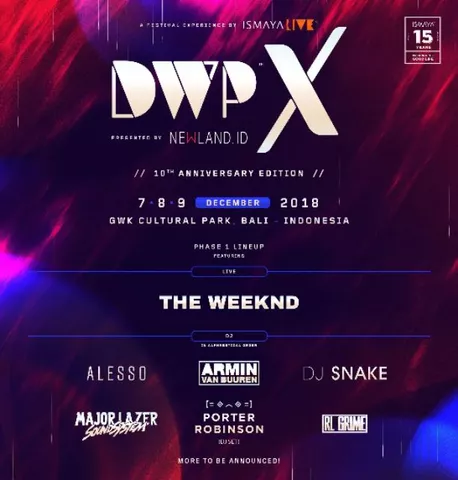 A FESTIVAL EXPERIENCE BY ISMAYA LIVE
ISMAYA
15
YEARS
DWP X
PRESENTED BY NEWLAND.ID
// 10TH ANNIVERSARY EDITION //
7 · 8 · 9 DECEMBER 2018
GWK CULTURAL PARK, BALI - INDONESIA
PHASE 1 LINEUP
FEATURING
LIVE
THE WEEKND
DJ
IN ALPHABETICAL ORDER
ALESSO
ARMIN
VAN BUUREN
DJ SNAKE
MAJOR LAZER
SOUNDSYSTEM
PORTER
ROBINSON
(DJ SET)
RL GRIME
MORE TO BE ANNOUNCED!